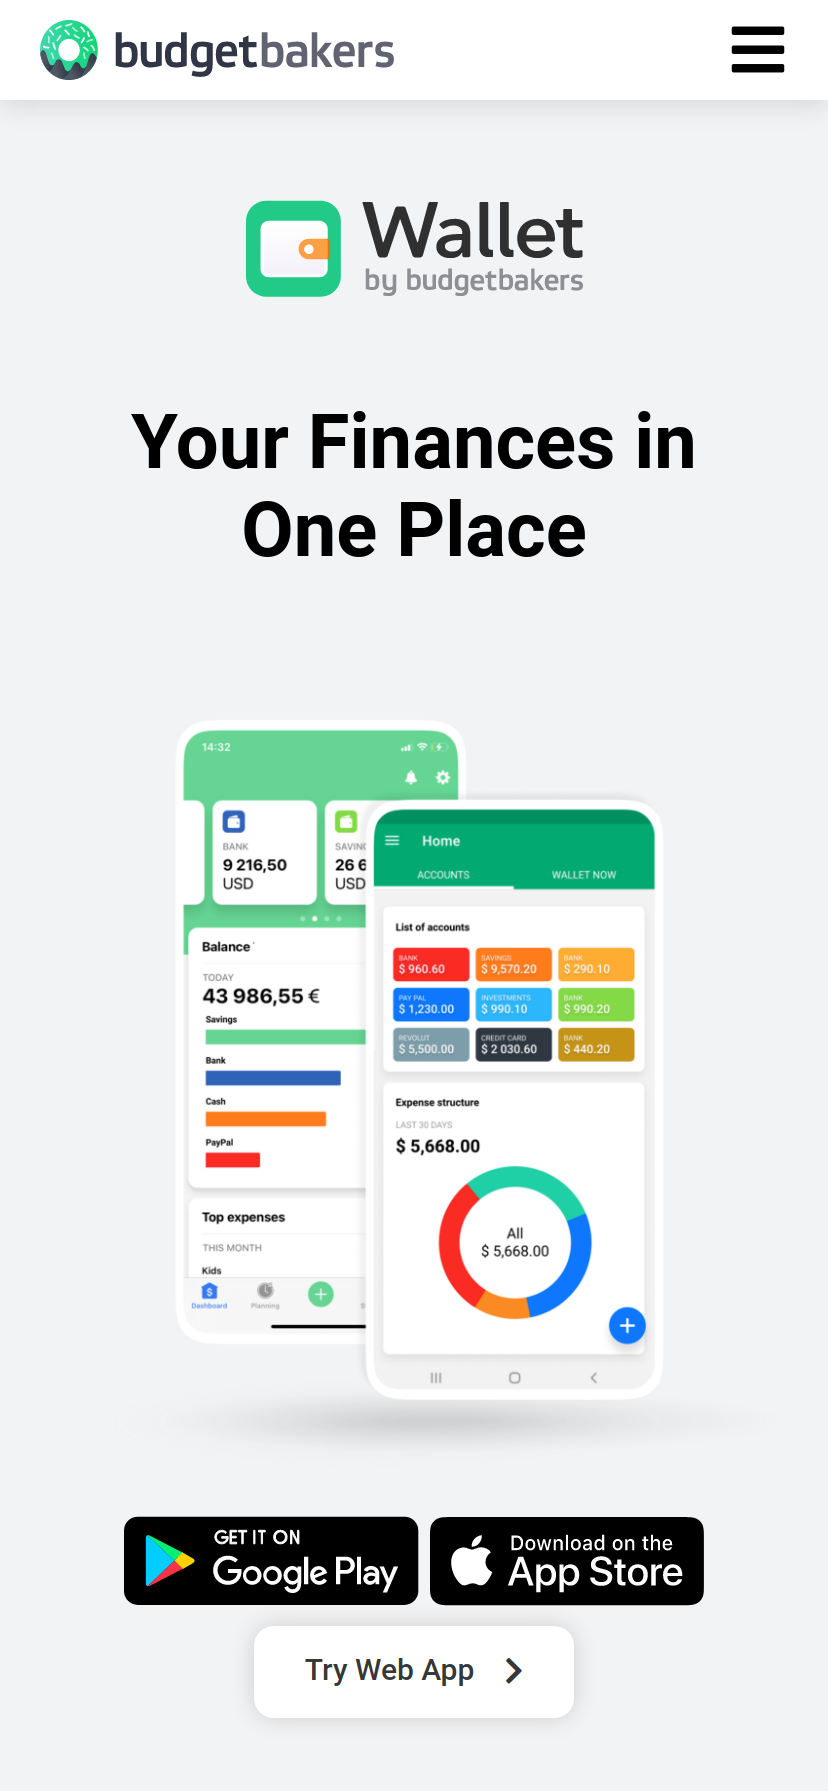 budgetbakers
Wallet
by budgetbakers
Your Finances in
One Place
14:32
BANK
9 216,50
USD
SAVIN
26 6
USD
Balance
TODAY
43 986,55 €
Savings
Bank
Cash
PayPal
Top expenses
THIS MONTH
Kids
Dashboard
Planning
Home
ACCOUNTS
WALLET NOW
List of accounts
BANK
$ 960.60
SAVINGS
$ 9,570.20
BANK
$ 290.10
PAY PAL
$ 1,230.00
INVESTMENTS
$ 990.10
BANK
$ 990.20
REVOLUT
$ 5,500.00
CREDIT CARD
$ 2 030.60
BANK
$ 440.20
Expense structure
LAST 30 DAYS
$ 5,668.00
All
$ 5,668.00
GET IT ON
Google Play
Download on the
App Store
Try Web App